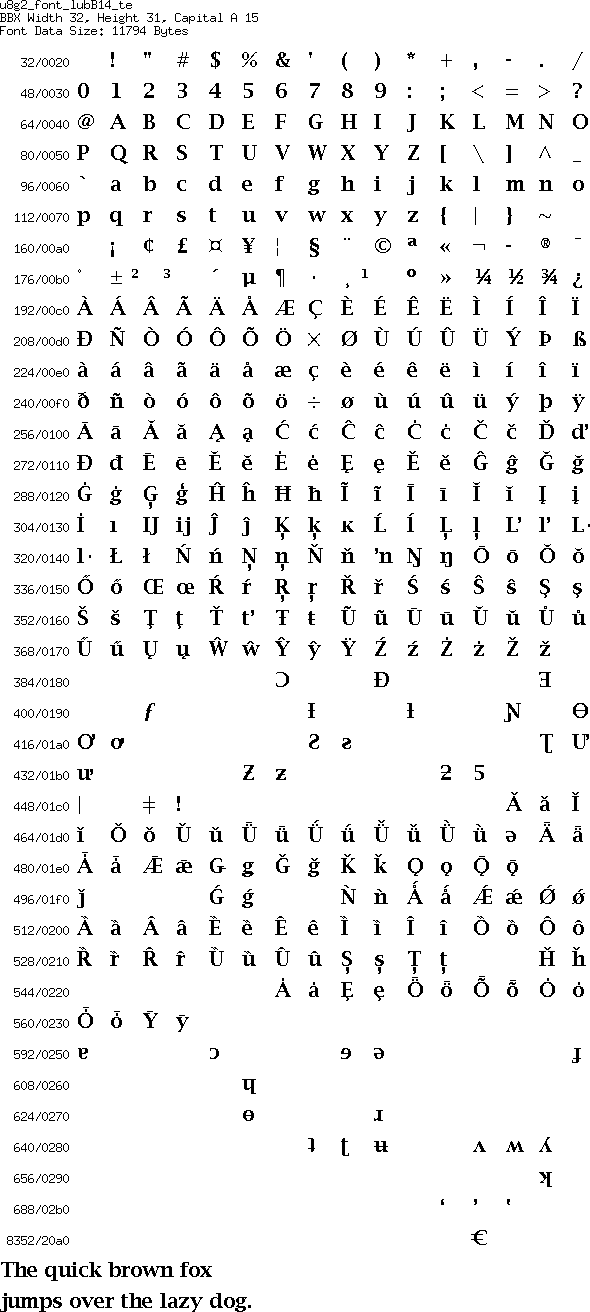 u8g2_font_lubB14_te
BBX Width 32, Height 31, Capital A 15
Font Data Size: 11794 Bytes
32/0020 ! " # $ % & ' ( ) * + , - . /
48/0030 0 1 2 3 4 5 6 7 8 9 : ; < = > ?
64/0040 @ A B C D E F G H I J K L M N O
80/0050 P Q R S T U V W X Y Z [ \ ] ^ _
96/0060 ` a b c d e f g h i j k l m n o
112/0070 p q r s t u v w x y z { | } ~
160/00a0 ¡ ¢ £ ¤ ¥ ¦ § ¨ © ª « ¬ - ® ¯
176/00b0 ° ± ² ³ ´ µ ¶ · ¸ ¹ º » ¼ ½ ¾ ¿
192/00c0 À Á Â Ã Ä Å Æ Ç È É Ê Ë Ì Í Î Ï
208/00d0 Ð Ñ Ò Ó Ô Õ Ö × Ø Ù Ú Û Ü Ý Þ ß
224/00e0 à á â ã ä å æ ç è é ê ë ì í î ï
240/00f0 ð ñ ò ó ô õ ö ÷ ø ù ú û ü ý þ ÿ
256/0100 Ā ā Ă ă Ą ą Ć ć Ĉ ĉ Ċ ċ Č č Ď ď
272/0110 Đ đ Ē ē Ĕ ĕ Ė ė Ę ę Ě ě Ĝ ĝ Ğ ğ
288/0120 Ġ ġ Ģ ģ Ĥ ĥ Ħ ħ Ĩ ĩ Ī ī Ĭ ĭ Į į
304/0130 İ ı Ĳ ĳ Ĵ ĵ Ķ ķ ĸ Ĺ ĺ Ļ ļ Ľ ľ Ŀ
320/0140 ŀ Ł ł Ń ń Ņ ņ Ň ň ŉ Ŋ ŋ Ō ō Ŏ ŏ
336/0150 Ő ő Œ œ Ŕ ŕ Ŗ ŗ Ř ř Ś ś Ŝ ŝ Ş ş
352/0160 Š š Ţ ţ Ť ť Ŧ ŧ Ũ ũ Ū ū Ŭ ŭ Ů ů
368/0170 Ű ű Ų ų Ŵ ŵ Ŷ ŷ Ÿ Ź ź Ż ż Ž ž
384/0180 Ɔ Đ Ǝ
400/0190 ƒ Ɨ ƚ Ɲ Ɵ
416/01a0 Ơ ơ Ƨ ƨ Ʈ Ư
432/01b0 ư Ƶ ƶ ƻ Ƽ
448/01c0 ǀ ǂ ǃ Ǎ ǎ Ǐ
464/01d0 ǐ Ǒ ǒ Ǔ ǔ Ǖ ǖ Ǘ ǘ Ǚ ǚ Ǜ ǜ ǝ Ǟ ǟ
480/01e0 Ǡ ǡ Ǣ ǣ Ǥ ǥ Ǧ ǧ Ǩ ǩ Ǫ ǫ Ǭ ǭ
496/01f0 ǰ Ǵ ǵ Ǹ ǹ Ǻ ǻ Ǽ ǽ Ǿ ǿ
512/0200 Ȁ ȁ Ȃ ȃ Ȅ ȅ Ȇ ȇ Ȉ ȉ Ȋ ȋ Ȍ ȍ Ȏ ȏ
528/0210 Ȑ ȑ Ȓ ȓ Ȕ ȕ Ȗ ȗ Ș ș Ț ț Ȟ ȟ
544/0220 Ȧ ȧ Ȩ ȩ Ȫ ȫ Ȭ ȭ Ȯ ȯ
560/0230 Ȱ ȱ Ȳ ȳ
592/0250 ɐ ɔ ɘ ə ɟ
608/0260 ɥ
624/0270 ɵ ɹ
640/0280 ʇ ʈ ʉ ʌ ʍ ʎ
656/0290 ʞ
688/02b0 ʻ ʼ ʽ
8352/20a0 €
The quick brown fox
jumps over the lazy dog.